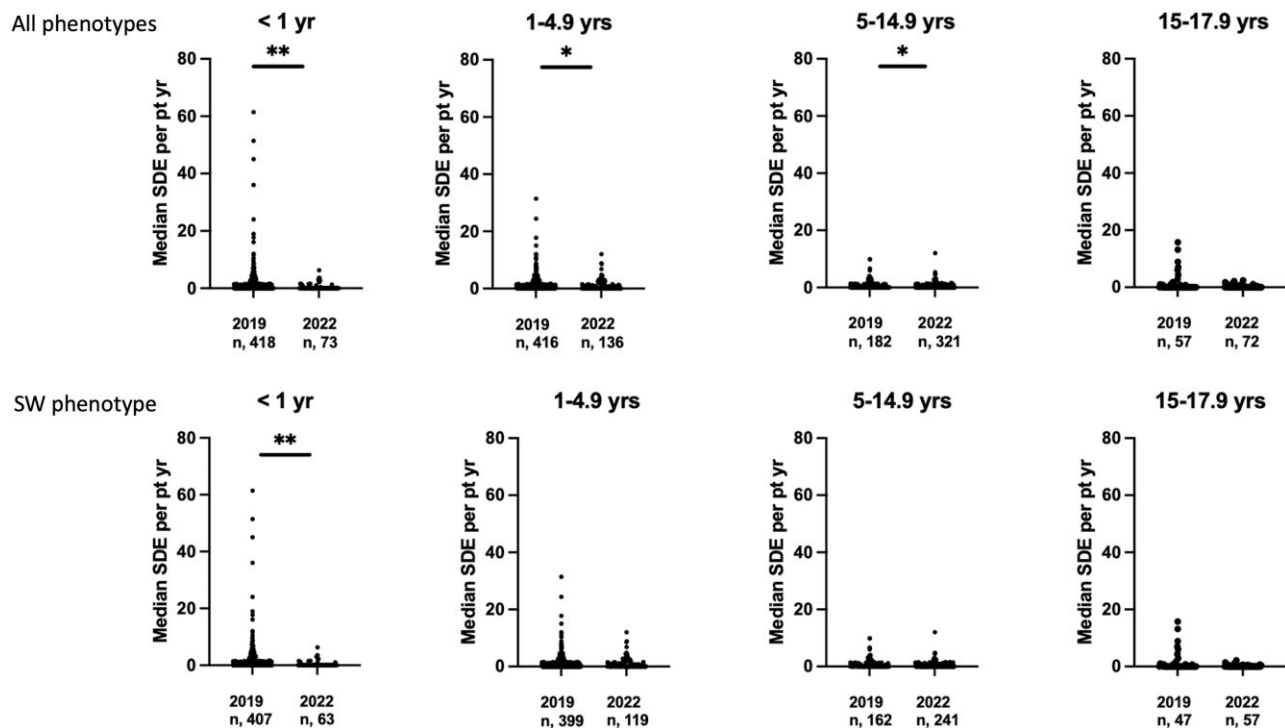 All phenotypes
< 1 yr
1-4.9 yrs
5-14.9 yrs
15-17.9 yrs
**
*
*
Median SDE per pt yr
80
60
40
20
0
Median SDE per pt yr
80
60
40
20
0
Median SDE per pt yr
80
60
40
20
0
Median SDE per pt yr
80
60
40
20
0
2019 2022
n, 418 n, 73
2019 2022
n, 416 n, 136
2019 2022
n, 182 n, 321
2019 2022
n, 57 n, 72
SW phenotype
< 1 yr
1-4.9 yrs
5-14.9 yrs
15-17.9 yrs
**
Median SDE per pt yr
80
60
40
20
0
Median SDE per pt yr
80
60
40
20
0
Median SDE per pt yr
80
60
40
20
0
Median SDE per pt yr
80
60
40
20
0
2019 2022
n, 407 n, 63
2019 2022
n, 399 n, 119
2019 2022
n, 162 n, 241
2019 2022
n, 47 n, 57